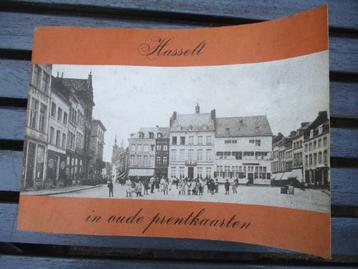 Hasselt
in oude prentkaarten